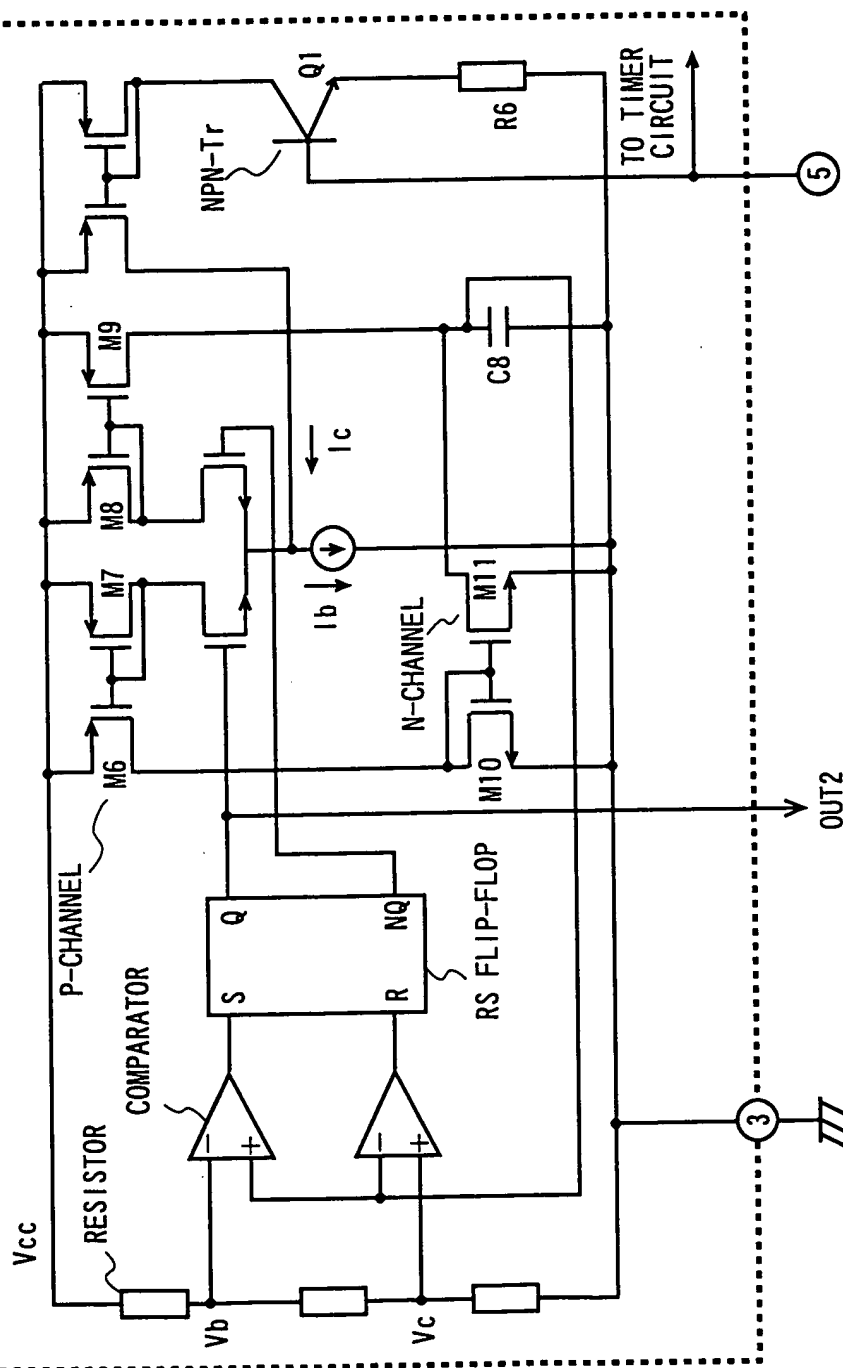 Vcc
RESISTOR
COMPARATOR
P-CHANNEL
M6
M7
M8
M9
NPN-Tr
Q1
R6
Vb
Vc
−
+
−
+
S
R
Q
NQ
RS FLIP-FLOP
Ib
Ic
N-CHANNEL
M10
M11
C8
TO TIMER
CIRCUIT
3
OUT2
5